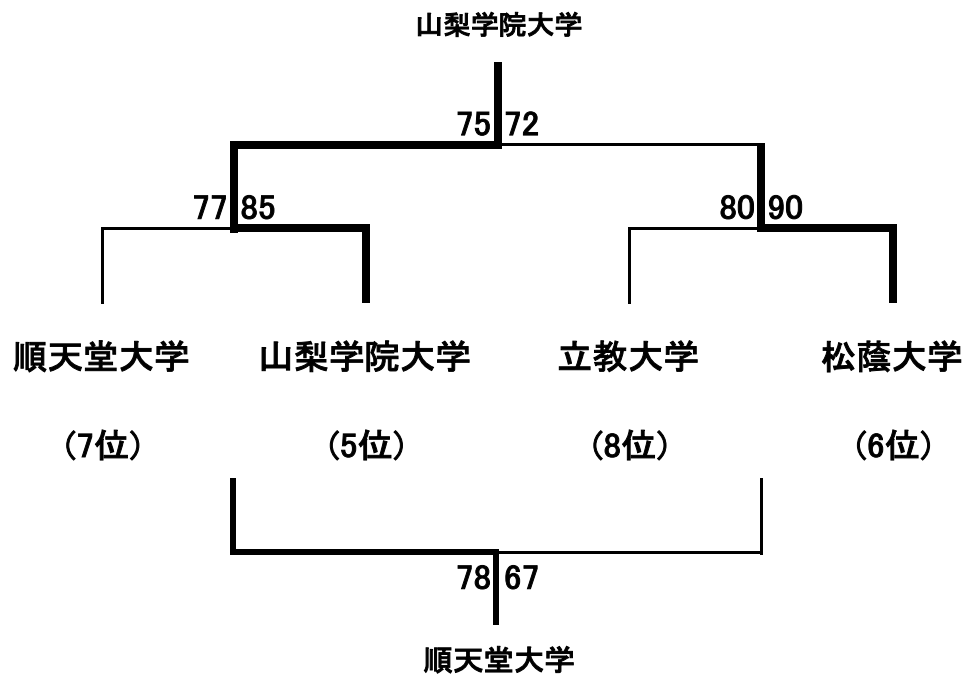 山梨学院大学
75 72
77 85 80 90
順天堂大学 山梨学院大学 立教大学 松蔭大学
（7位） （5位） （8位） （6位）
78 67
順天堂大学